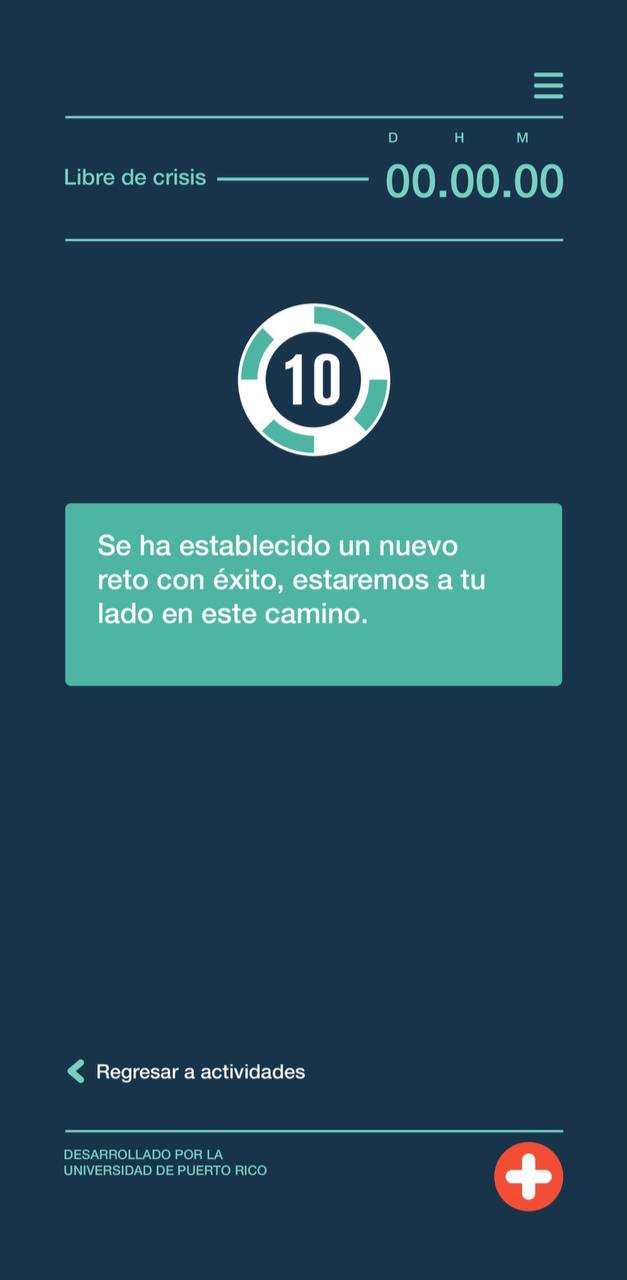 D H M
Libre de crisis 00.00.00
10
Se ha establecido un nuevo
reto con éxito, estaremos a tu
lado en este camino.
Regresar a actividades
DESARROLLADO POR LA
UNIVERSIDAD DE PUERTO RICO